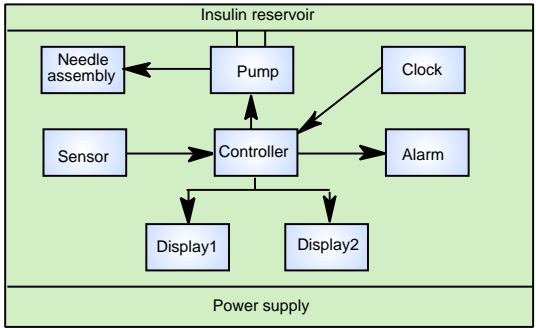 Insulin reservoir
Needle
assembly
Pump
Clock
Sensor
Controller
Alarm
Display1
Display2
Power supply